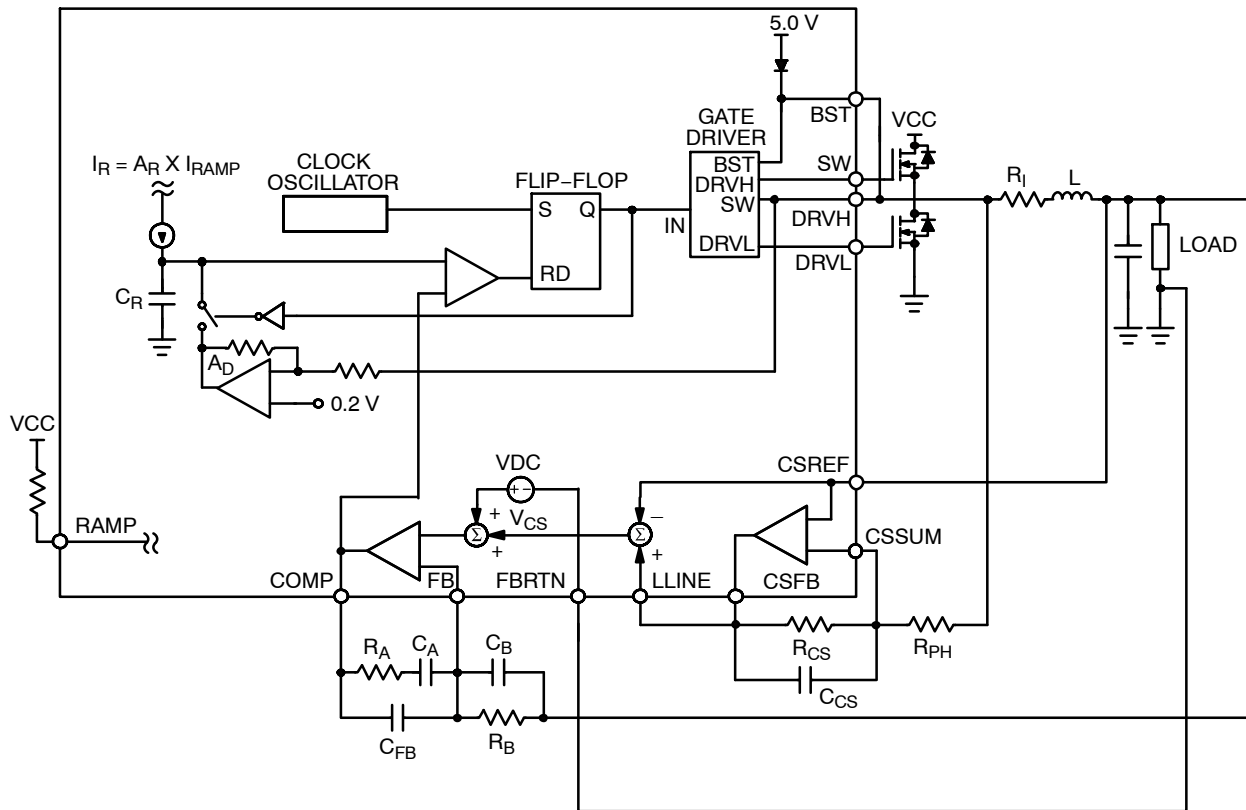 5.0 V
BST
VCC
GATE
DRIVER
I_R = A_R X I_RAMP
CLOCK
OSCILLATOR
FLIP–FLOP
BST
DRVH
SW
DRVL
IN
SW
DRVH
DRVL
R_I
L
LOAD
S
Q
RD
C_R
A_D
0.2 V
VCC
RAMP
VDC
+ –
+
V_CS
Σ
+
–
Σ
+
CSREF
CSSUM
COMP
FB
FBRTN
LLINE
CSFB
R_A
C_A
C_B
R_CS
R_PH
C_CS
C_FB
R_B